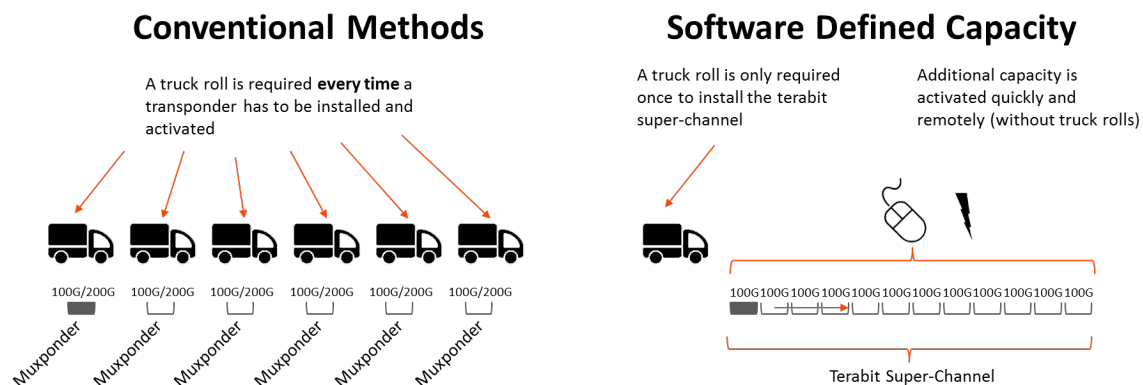 Conventional Methods
A truck roll is required every time a
transponder has to be installed and
activated
100G/200G 100G/200G 100G/200G 100G/200G 100G/200G 100G/200G
Muxponder Muxponder Muxponder Muxponder Muxponder Muxponder
Software Defined Capacity
A truck roll is only required
once to install the terabit
super-channel
Additional capacity is
activated quickly and
remotely (without truck rolls)
100G 100G 100G 100G 100G 100G 100G 100G 100G 100G 100G 100G
Terabit Super-Channel